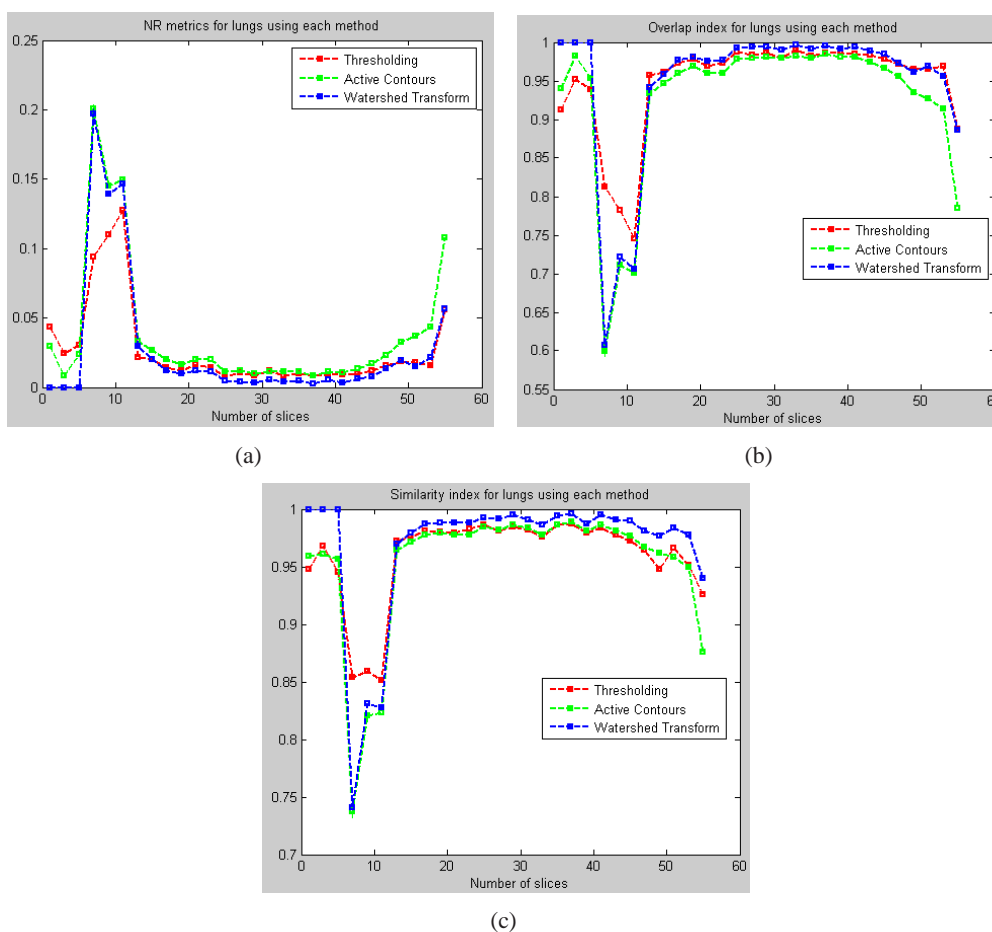 NR metrics for lungs using each method
0.25
0.2
0.15
0.1
0.05
0
Thresholding
Active Contours
Watershed Transform
0 10 20 30 40 50 60
Number of slices
(a)
Overlap index for lungs using each method
1
0.95
0.9
0.85
0.8
0.75
0.7
0.65
0.6
0.55
Thresholding
Active Contours
Watershed Transform
0 10 20 30 40 50 6
Number of slices
(b)
Similarity index for lungs using each method
1
0.95
0.9
0.85
0.8
0.75
0.7
Thresholding
Active Contours
Watershed Transform
0 10 20 30 40 50 60
Number of slices
(c)